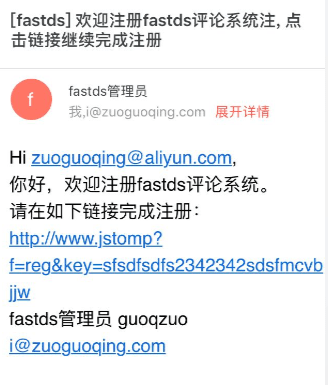 [fastds] 欢迎注册fastds评论系统注, 点
击链接继续完成注册
f
fastds管理员
我,i@zuoguoqing.com 展开详情
Hi zuoguoqing@aliyun.com,
你好，欢迎注册fastds评论系统。
请在如下链接完成注册：
http://www.jstomp?
f=reg&key=sfsdfsdfs2342342sdsfmcvb
jjw
fastds管理员 guoqzuo
i@zuoguoqing.com